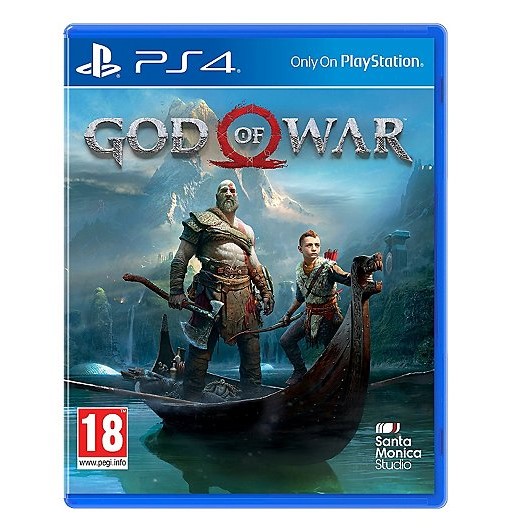 PS4
Only On PlayStation®
GOD OF WAR
18
www.pegi.info
Santa
Monica
Studio